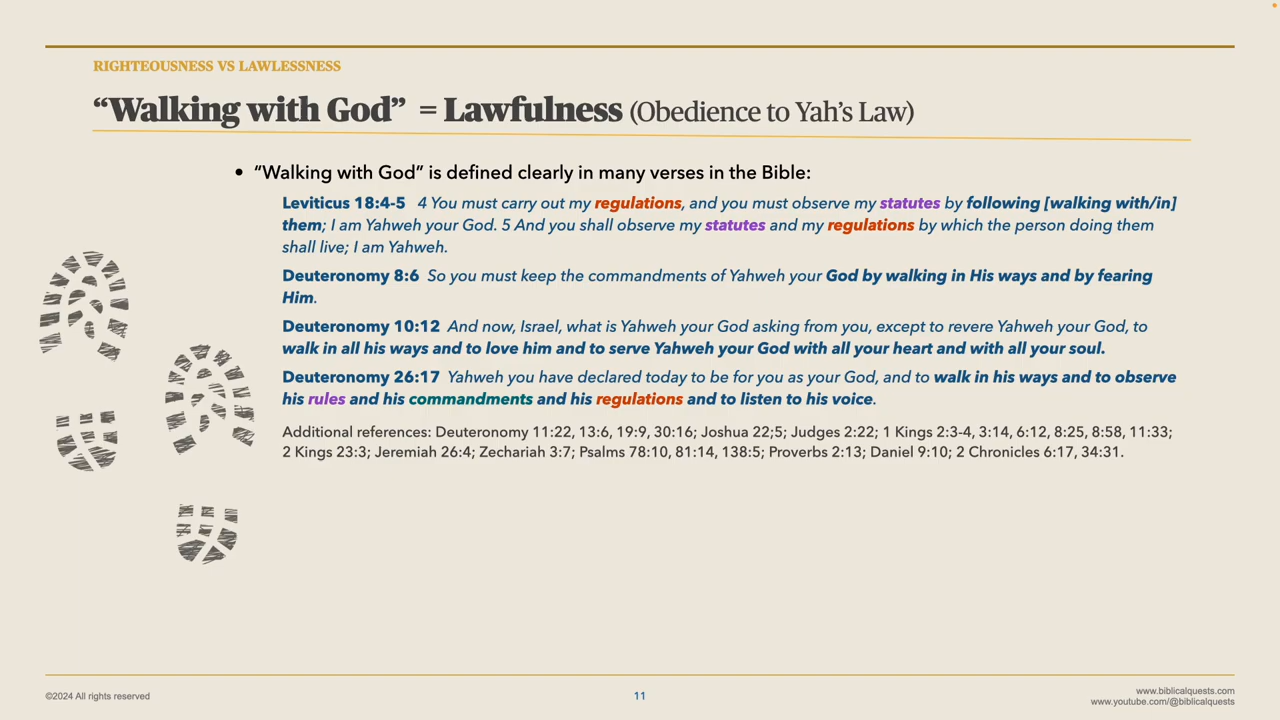 RIGHTEOUSNESS VS LAWLESSNESS
“Walking with God” = Lawfulness (Obedience to Yah’s Law)
• “Walking with God” is defined clearly in many verses in the Bible:
Leviticus 18:4-5 4 You must carry out my regulations, and you must observe my statutes by following [walking with/in]
them; I am Yahweh your God. 5 And you shall observe my statutes and my regulations by which the person doing them
shall live; I am Yahweh.
Deuteronomy 8:6 So you must keep the commandments of Yahweh your God by walking in His ways and by fearing
Him.
Deuteronomy 10:12 And now, Israel, what is Yahweh your God asking from you, except to revere Yahweh your God, to
walk in all his ways and to love him and to serve Yahweh your God with all your heart and with all your soul.
Deuteronomy 26:17 Yahweh you have declared today to be for you as your God, and to walk in his ways and to observe
his rules and his commandments and his regulations and to listen to his voice.
Additional references: Deuteronomy 11:22, 13:6, 19:9, 30:16; Joshua 22;5; Judges 2:22; 1 Kings 2:3-4, 3:14, 6:12, 8:25, 8:58, 11:33;
2 Kings 23:3; Jeremiah 26:4; Zechariah 3:7; Psalms 78:10, 81:14, 138:5; Proverbs 2:13; Daniel 9:10; 2 Chronicles 6:17, 34:31.
©2024 All rights reserved
11
www.biblicalquests.com
www.youtube.com/@biblicalquests